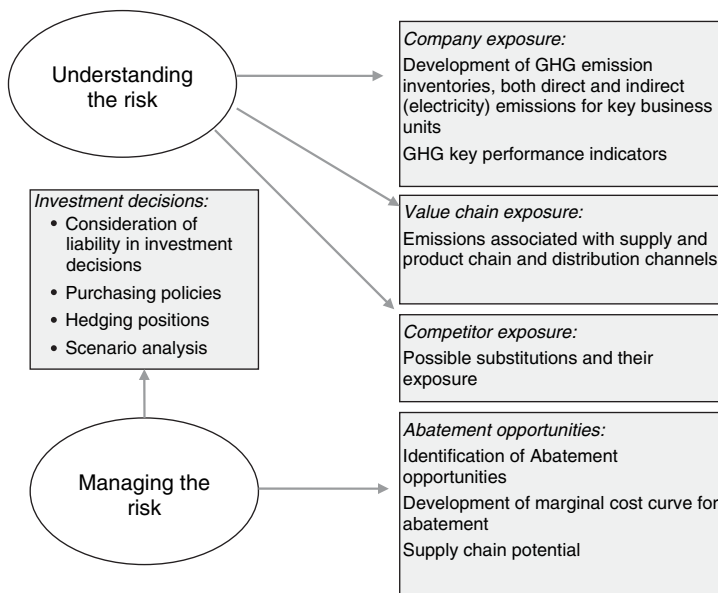 Understanding
the risk
Company exposure:
Development of GHG emission
inventories, both direct and indirect
(electricity) emissions for key business
units
GHG key performance indicators
Value chain exposure:
Emissions associated with supply and
product chain and distribution channels
Competitor exposure:
Possible substitutions and their
exposure
Investment decisions:
• Consideration of
liability in investment
decisions
• Purchasing policies
• Hedging positions
• Scenario analysis
Managing the
risk
Abatement opportunities:
Identification of Abatement
opportunities
Development of marginal cost curve for
abatement
Supply chain potential